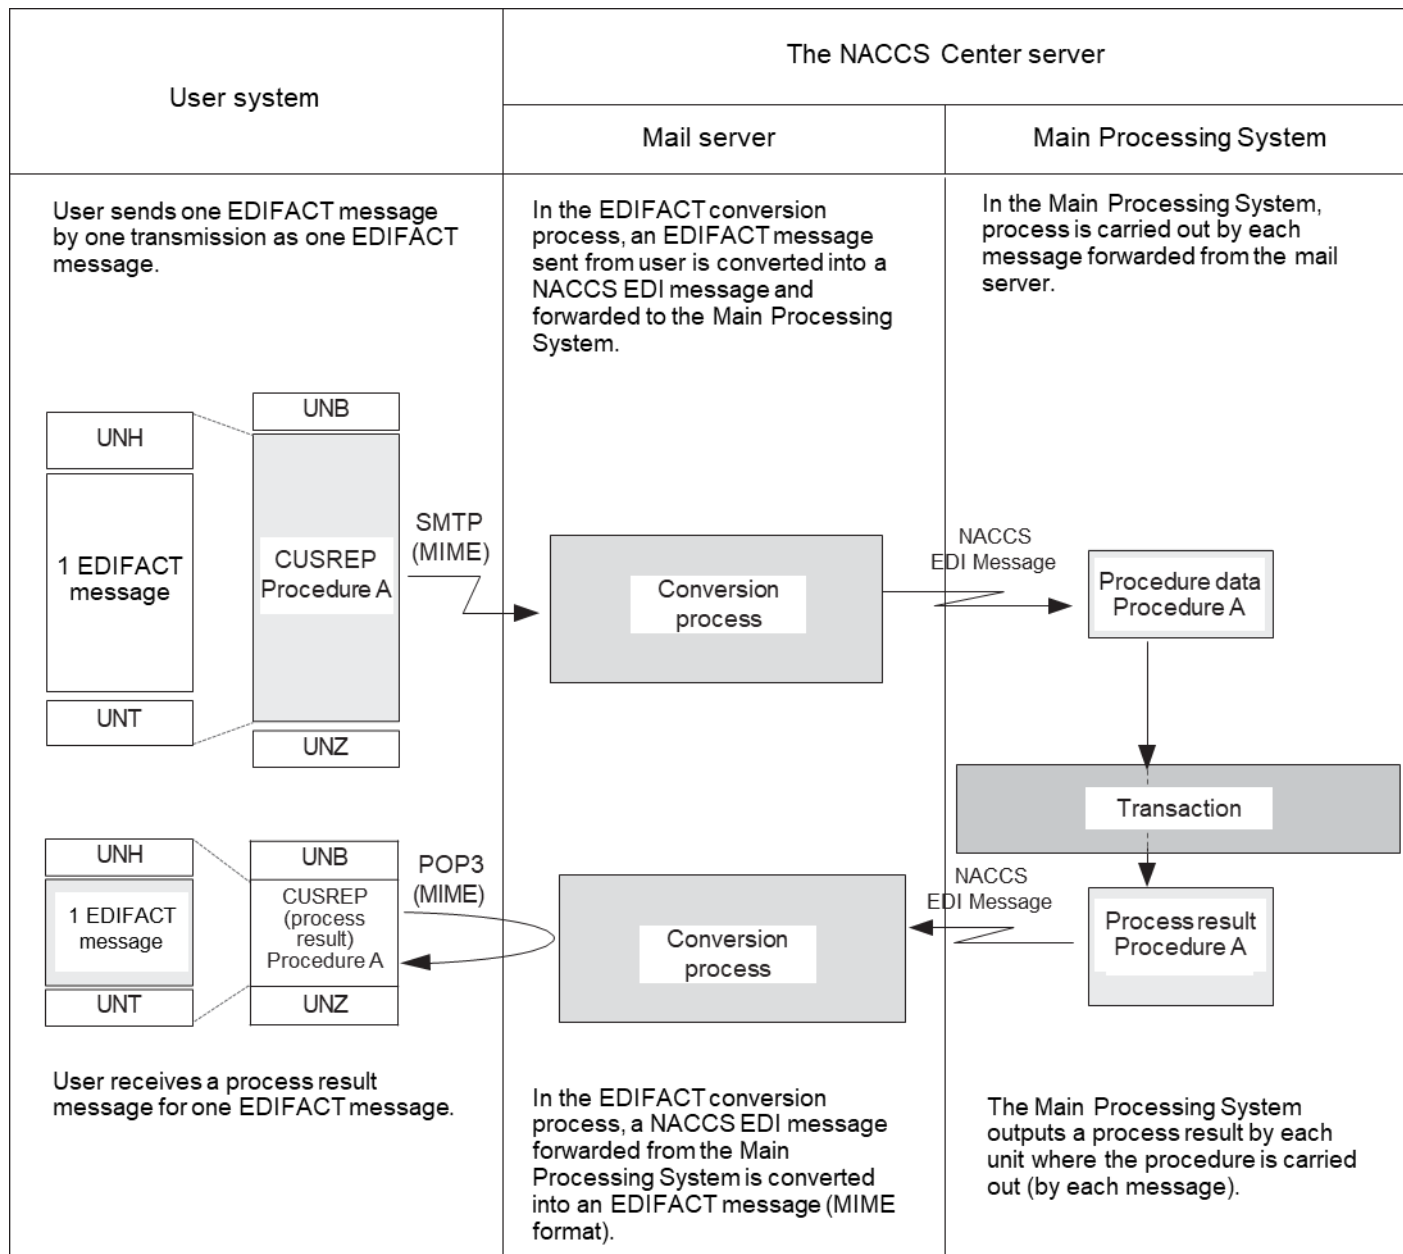 User system
The NACCS Center server
Mail server
Main Processing System
User sends one EDIFACT message
by one transmission as one EDIFACT
message.
In the EDIFACT conversion
process, an EDIFACT message
sent from user is converted into a
NACCS EDI message and
forwarded to the Main Processing
System.
In the Main Processing System,
process is carried out by each
message forwarded from the mail
server.
UNH
1 EDIFACT
message
UNT
UNB
CUSREP
Procedure A
UNZ
SMTP
(MIME)
Conversion
process
NACCS
EDI Message
Procedure data
Procedure A
Transaction
UNH
1 EDIFACT
message
UNT
UNB
CUSREP
(process
result)
Procedure A
UNZ
POP3
(MIME)
Conversion
process
NACCS
EDI Message
Process result
Procedure A
User receives a process result
message for one EDIFACT message.
In the EDIFACT conversion
process, a NACCS EDI message
forwarded from the Main
Processing System is converted
into an EDIFACT message (MIME
format).
The Main Processing System
outputs a process result by each
unit where the procedure is carried
out (by each message).